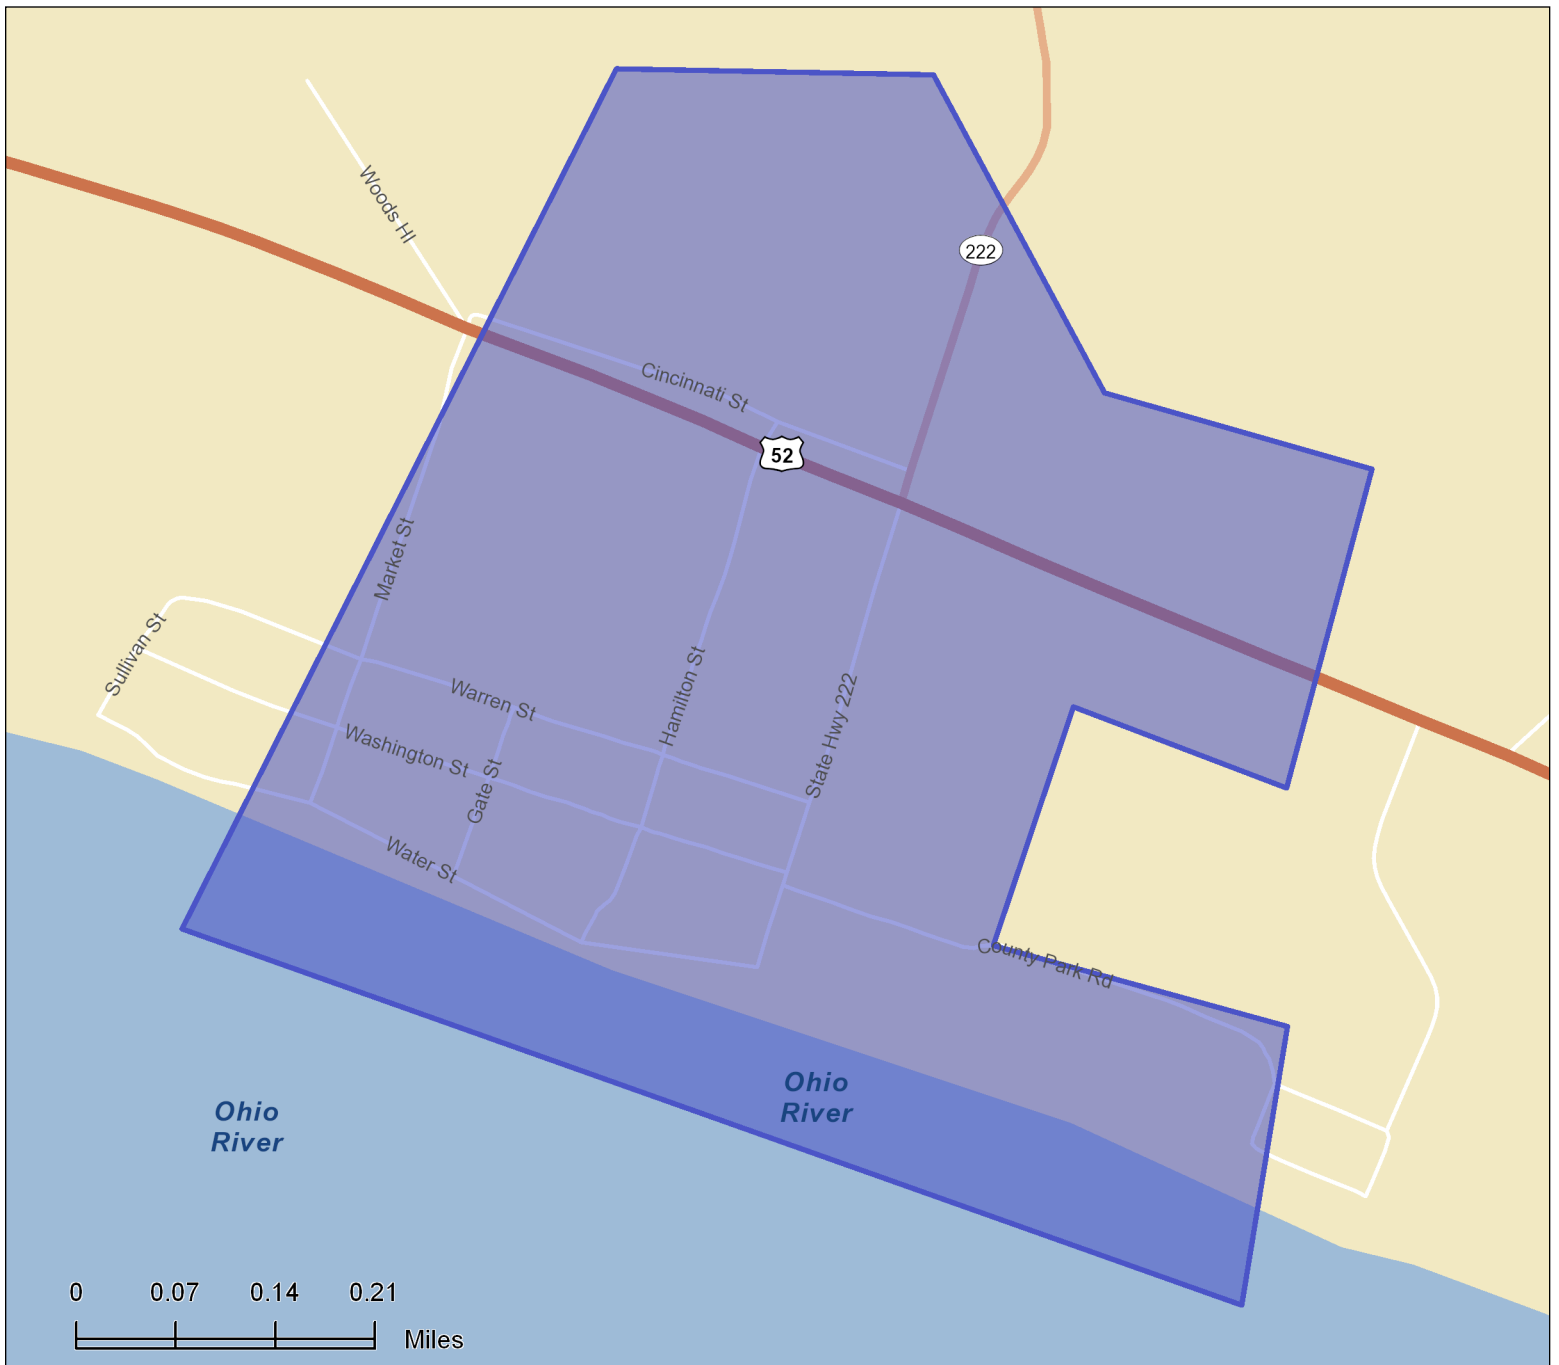 Woods Hl
222
Cincinnati St
52
Market St
Sullivan St
Warren St
Hamilton St
State Hwy 222
Washington St
Gate St
Water St
County Park Rd
Ohio
River
Ohio
River
0 0.07 0.14 0.21
Miles